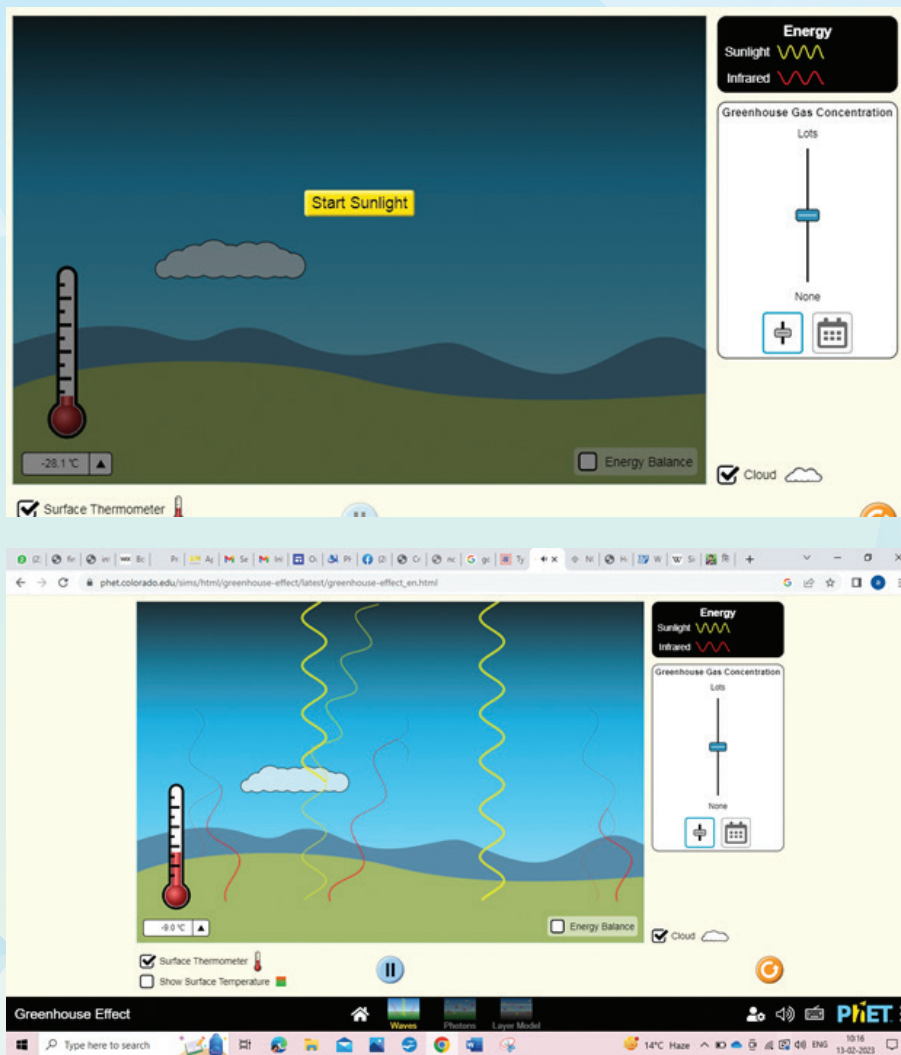 Energy
Sunlight
Infrared
Greenhouse Gas Concentration
Lots
Start Sunlight
None
-28.1 °C
Energy Balance
Cloud
Surface Thermometer
phet.colorado.edu/sims/html/greenhouse-effect/latest/greenhouse-effect_en.html
Energy
Sunlight
Infrared
Greenhouse Gas Concentration
Lots
None
-9.0 °C
Energy Balance
Cloud
Surface Thermometer
Show Surface Temperature
Greenhouse Effect
Waves
Photons
Layer Model
PhET
Type here to search
14°C Haze
ENG
10:16
13-02-2023